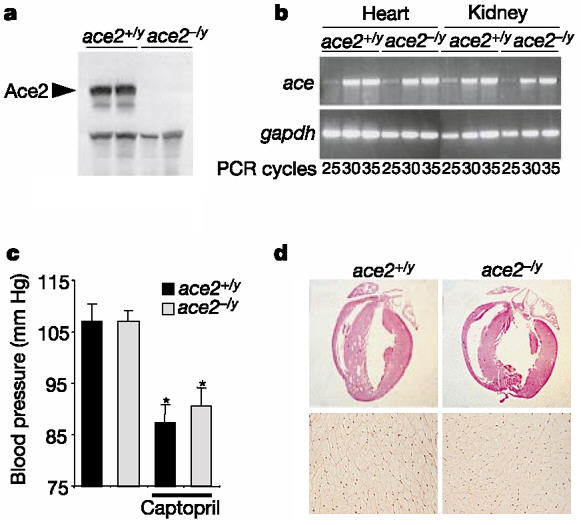 a
ace2+/y ace2–/y
Ace2
b
Heart Kidney
ace2+/y ace2–/y ace2+/y ace2–/y
ace
gapdh
PCR cycles 25 30 35 25 30 35 25 30 35 25 30 35
c
Blood pressure (mm Hg)
115
105
95
85
75
ace2+/y
ace2–/y
*
*
Captopril
d
ace2+/y ace2–/y